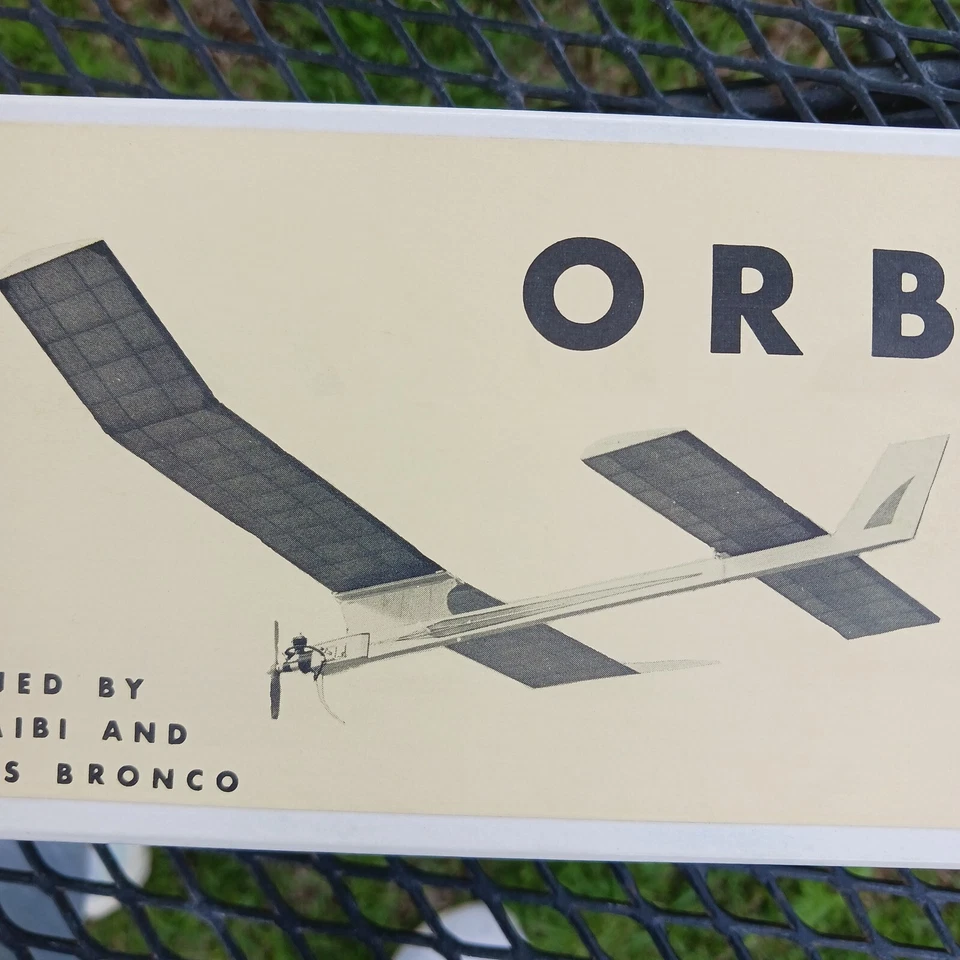 ORB
UED BY
AIBI AND
S BRONCO